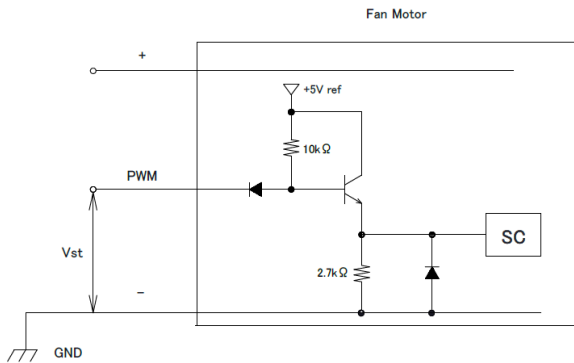 Fan Motor
+
+5V ref
10kΩ
PWM
SC
Vst
2.7kΩ
−
GND